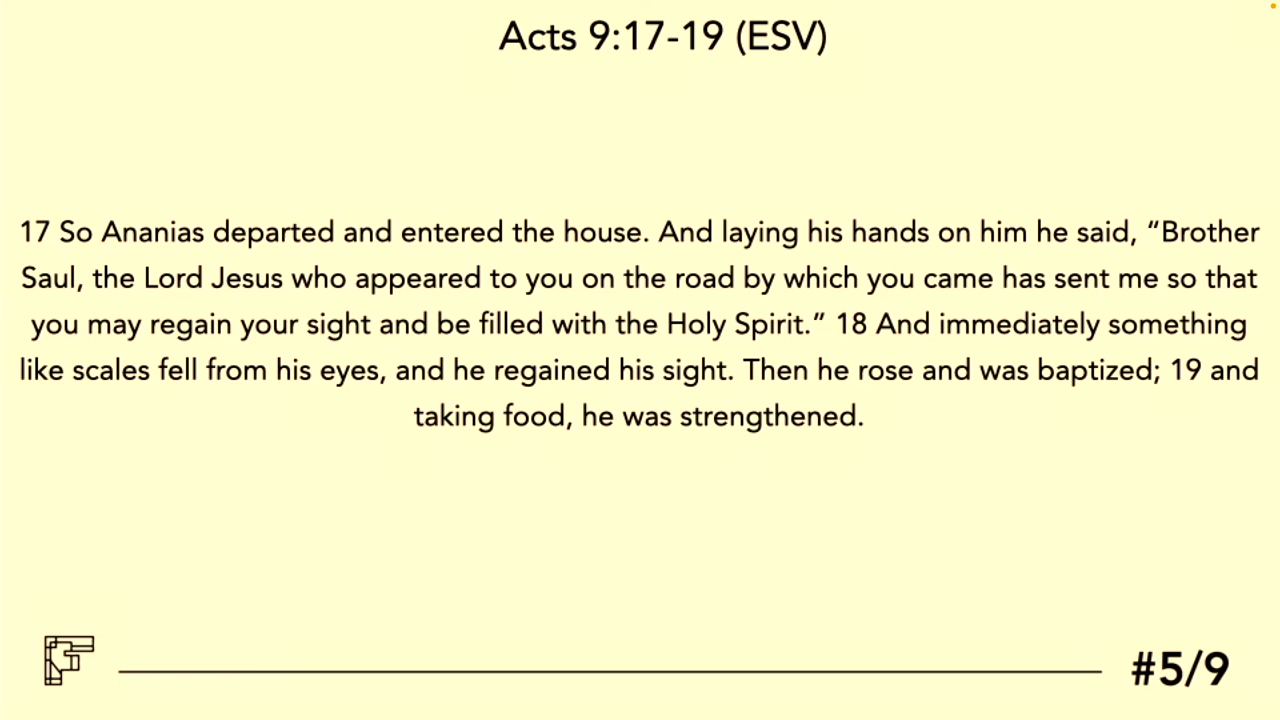 Acts 9:17-19 (ESV)
17 So Ananias departed and entered the house. And laying his hands on him he said, “Brother
Saul, the Lord Jesus who appeared to you on the road by which you came has sent me so that
you may regain your sight and be filled with the Holy Spirit.” 18 And immediately something
like scales fell from his eyes, and he regained his sight. Then he rose and was baptized; 19 and
taking food, he was strengthened.
#5/9